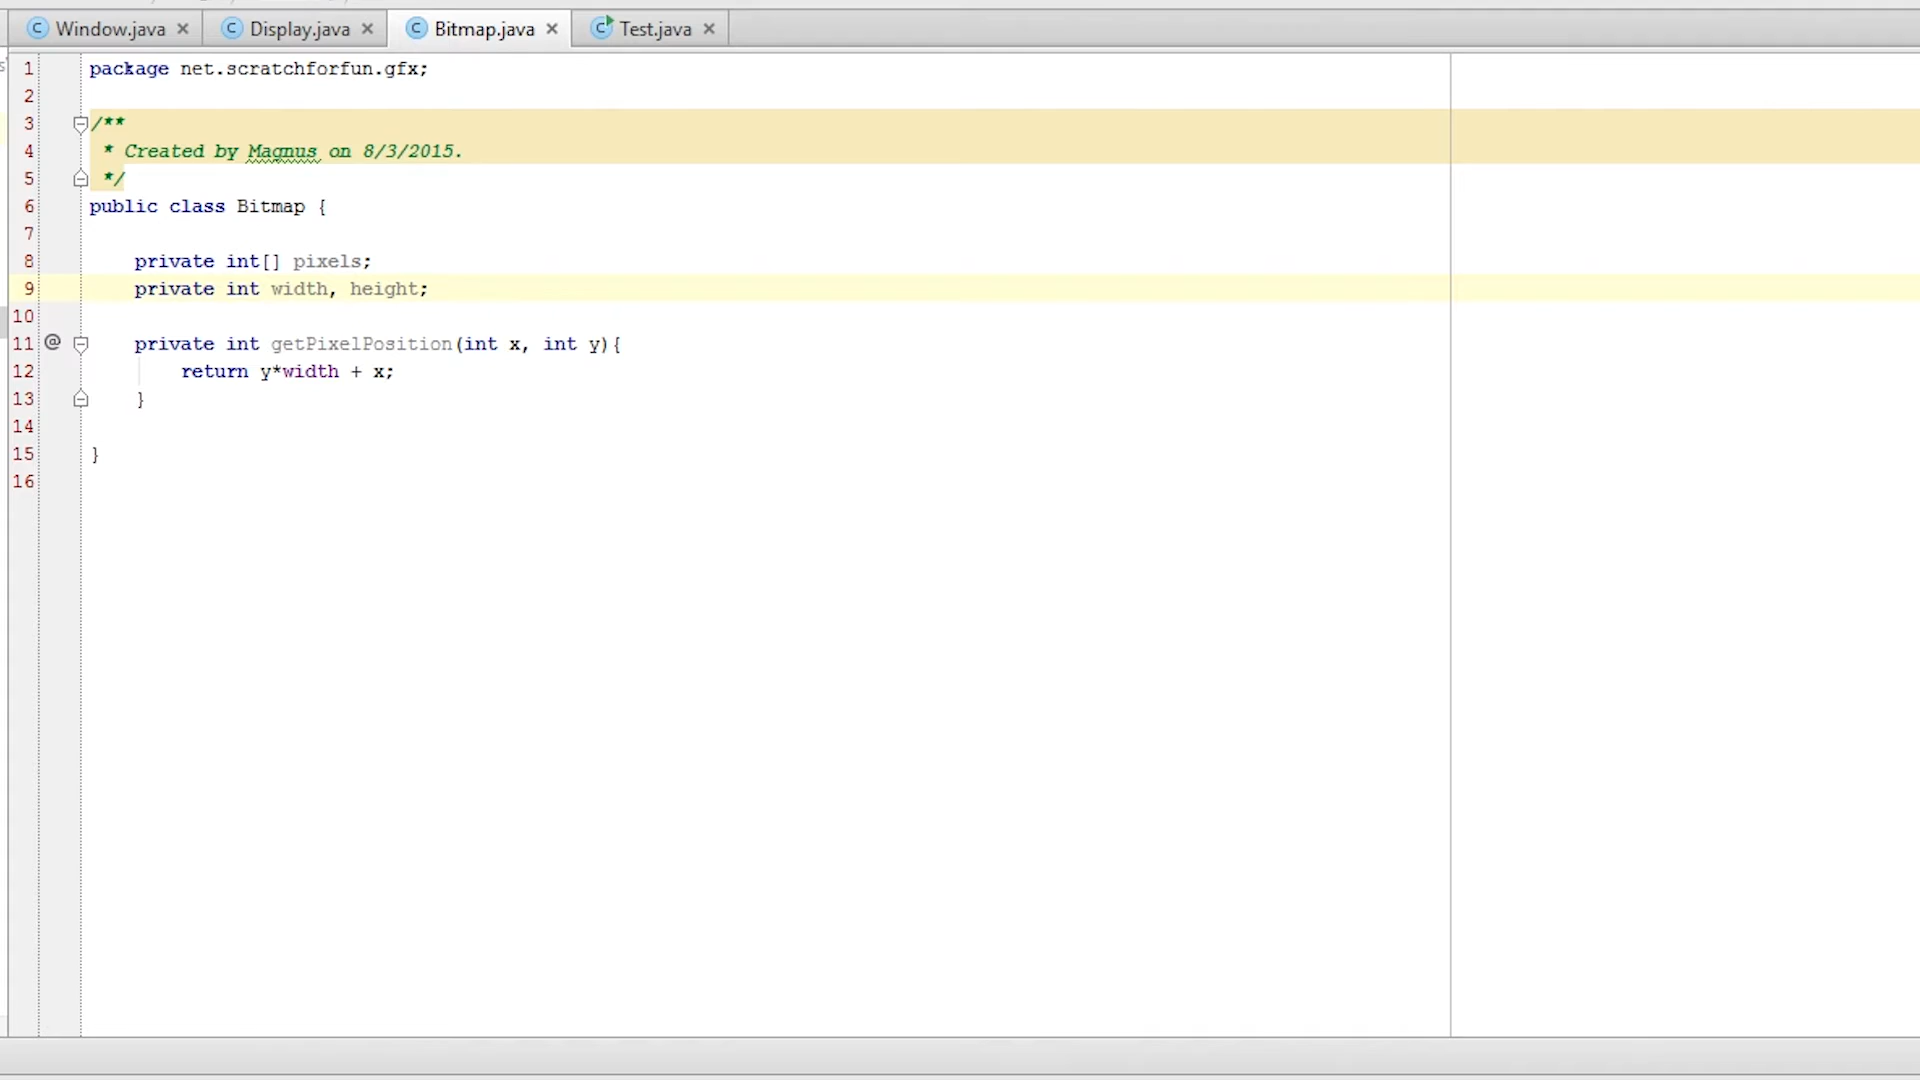 Window.java Display.java Bitmap.java Test.java
1 package net.scratchforfun.gfx;
2
3 /**
4 * Created by Magnus on 8/3/2015.
5 */
6 public class Bitmap {
7
8 private int[] pixels;
9 private int width, height;
10
11 @ private int getPixelPosition(int x, int y){
12 return y*width + x;
13 }
14
15 }
16